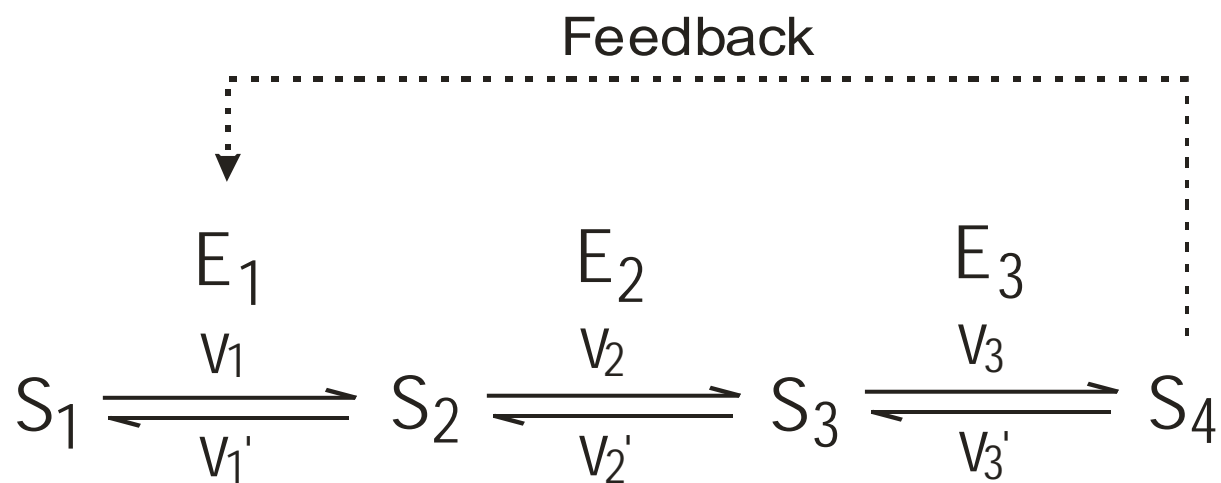 Feedback
E1 E2 E3
V1 V2 V3
S1 S2 S3 S4
V1' V2' V3'